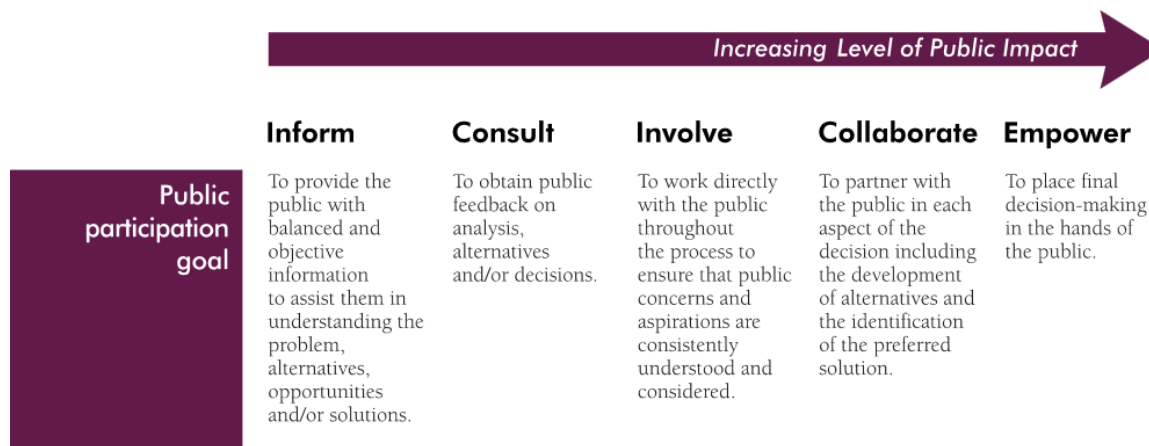 Increasing Level of Public Impact
Inform
Consult
Involve
Collaborate
Empower
Public
participation
goal
To provide the
public with
balanced and
objective
information
to assist them in
understanding the
problem,
alternatives,
opportunities
and/or solutions.
To obtain public
feedback on
analysis,
alternatives
and/or decisions.
To work directly
with the public
throughout
the process to
ensure that public
concerns and
aspirations are
consistently
understood and
considered.
To partner with
the public in each
aspect of the
decision including
the development
of alternatives and
the identification
of the preferred
solution.
To place final
decision-making
in the hands of
the public.